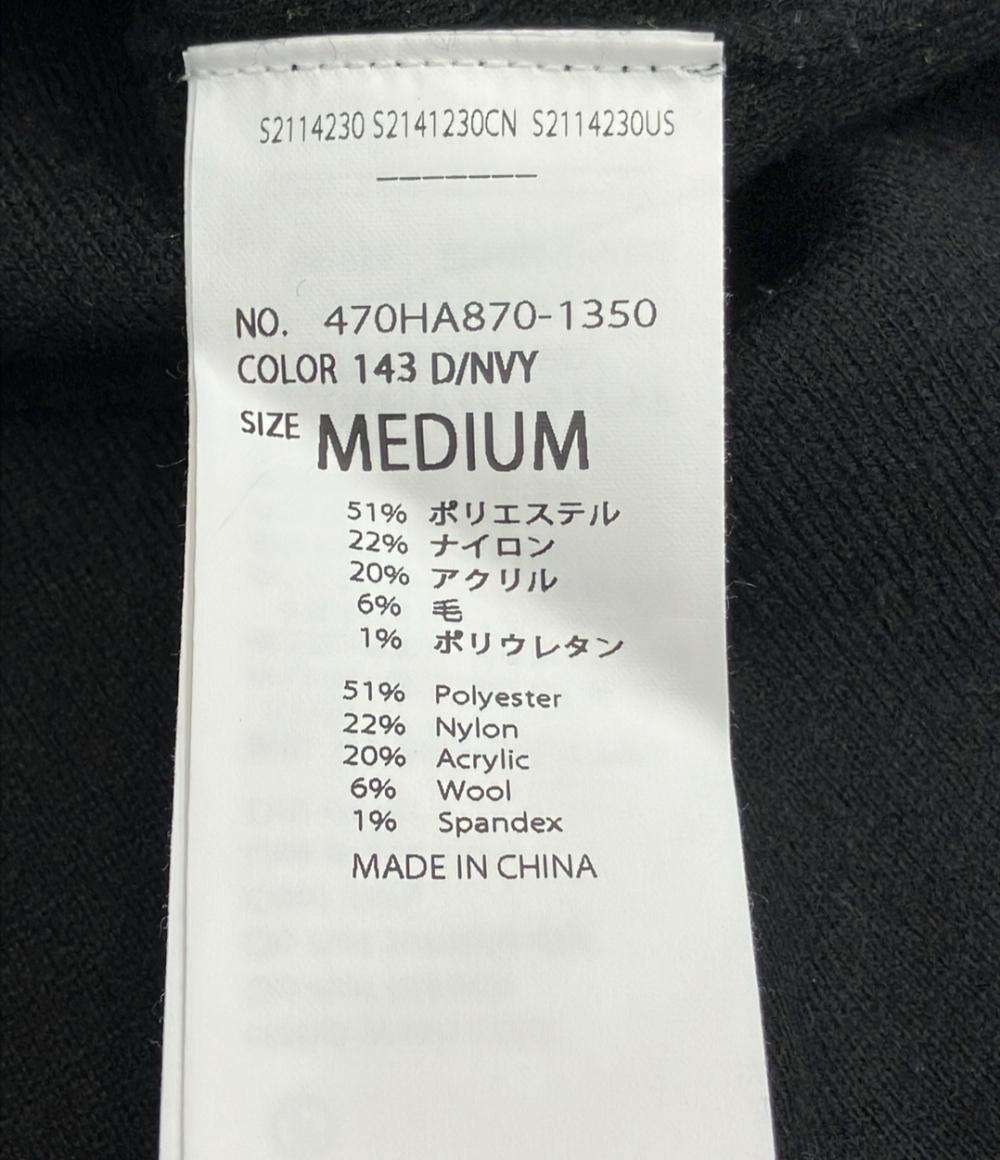 S2114230 S2141230CN S2114230US
-------
NO. 470HA870-1350
COLOR 143 D/NVY
SIZE MEDIUM
51% ポリエステル
22% ナイロン
20% アクリル
6% 毛
1% ポリウレタン
51% Polyester
22% Nylon
20% Acrylic
6% Wool
1% Spandex
MADE IN CHINA